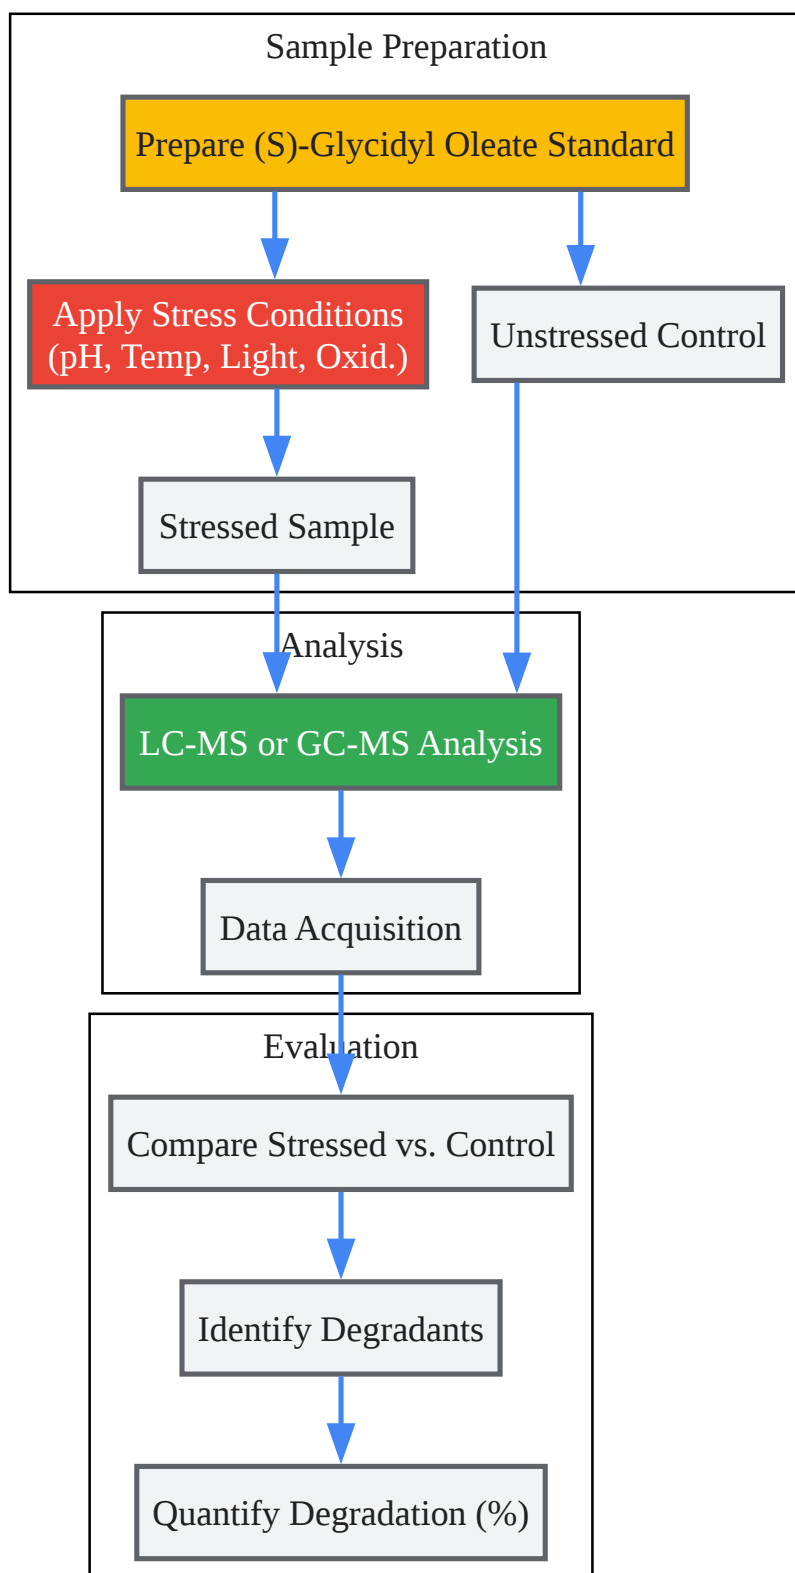 Sample Preparation
Prepare (S)-Glycidyl Oleate Standard
Apply Stress Conditions
(pH, Temp, Light, Oxid.)
Unstressed Control
Stressed Sample
Analysis
LC-MS or GC-MS Analysis
Data Acquisition
Evaluation
Compare Stressed vs. Control
Identify Degradants
Quantify Degradation (%)